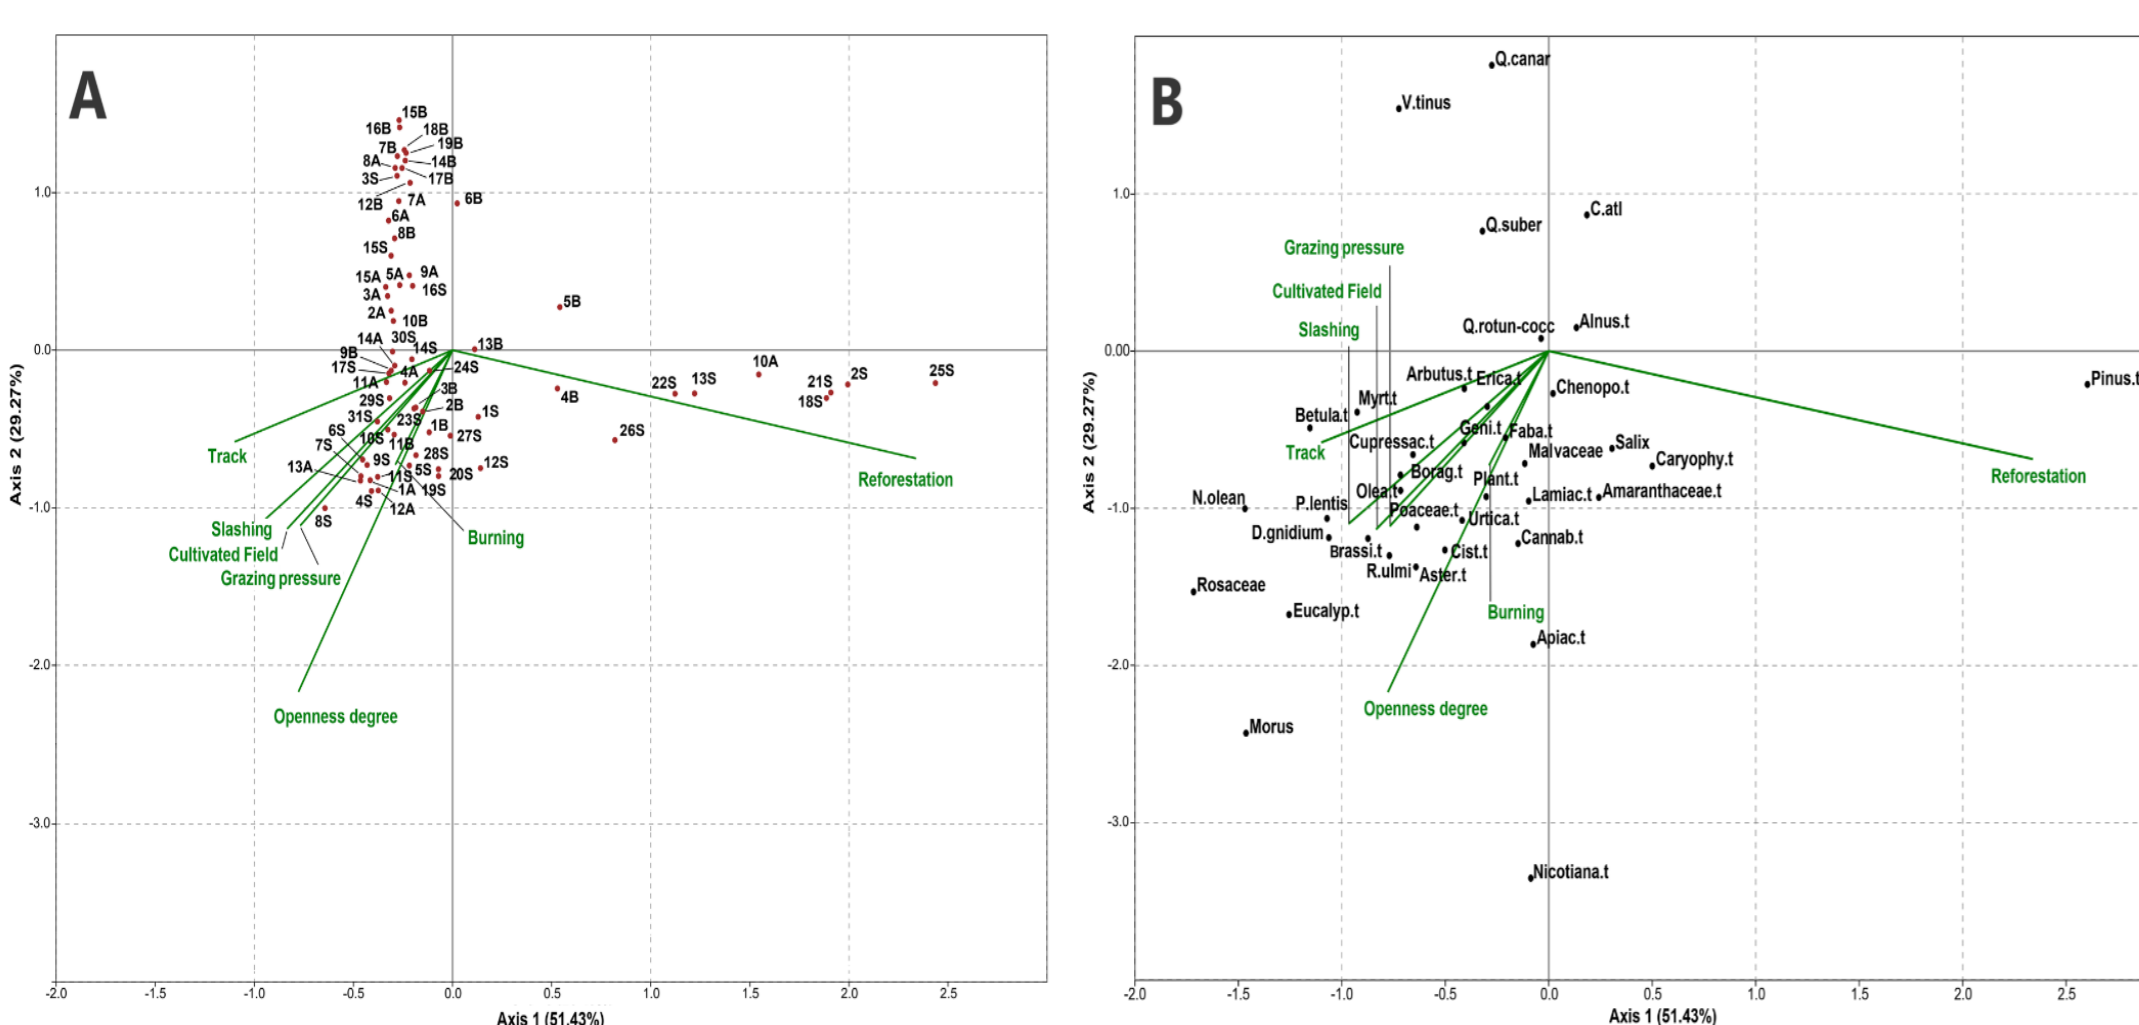 A
15B
16B
18B
7B
19B
8A
14B
3S
17B
12B
7A
6B
6A
8B
15S
15A
5A
9A
16S
3A
5B
2A
10B
14A
30S
13B
9B
14S
17S
4A
24S
10A
2S
25S
11A
22S
13S
21S
29S
3B
4B
18S
31S
23S
2B
1S
6S
10S
1B
26S
7S
11B
27S
9S
28S
13A
11S
5S
12S
20S
4S
1A
19S
8S
12A
Track
Reforestation
Slashing
Burning
Cultivated Field
Grazing pressure
Openness degree
1.0
0.0
-1.0
-2.0
-3.0
-2.0
-1.5
-1.0
-0.5
0.0
0.5
1.0
1.5
2.0
2.5
Axis 2 (29.27%)
Axis 1 (51.43%)
B
Q.canar
V.tinus
C.atl
Q.suber
Grazing pressure
Cultivated Field
Slashing
Q.rotun-cocc
Alnus.t
Arbutus.t
Erica.t
Chenopo.t
Pinus.t
Myrt.t
Betula.t
Geni.t
Faba.t
Track
Cupressac.t
Malvaceae
Salix
Caryophy.t
Borag.t
Plant.t
Reforestation
N.olean
P.lentis
Olea.t
Lamiac.t
Amaranthaceae.t
Poaceae.t
Urtica.t
D.gnidium
Brassi.t
Cist.t
Cannab.t
R.ulmi
Aster.t
Rosaceae
Eucalyp.t
Burning
Apiac.t
Openness degree
Morus
Nicotiana.t
1.0
0.00
-1.0
-2.0
-3.0
-2.0
-1.5
-1.0
-0.5
0.0
0.5
1.0
1.5
2.0
2.5
Axis 2 (29.27%)
Axis 1 (51.43%)